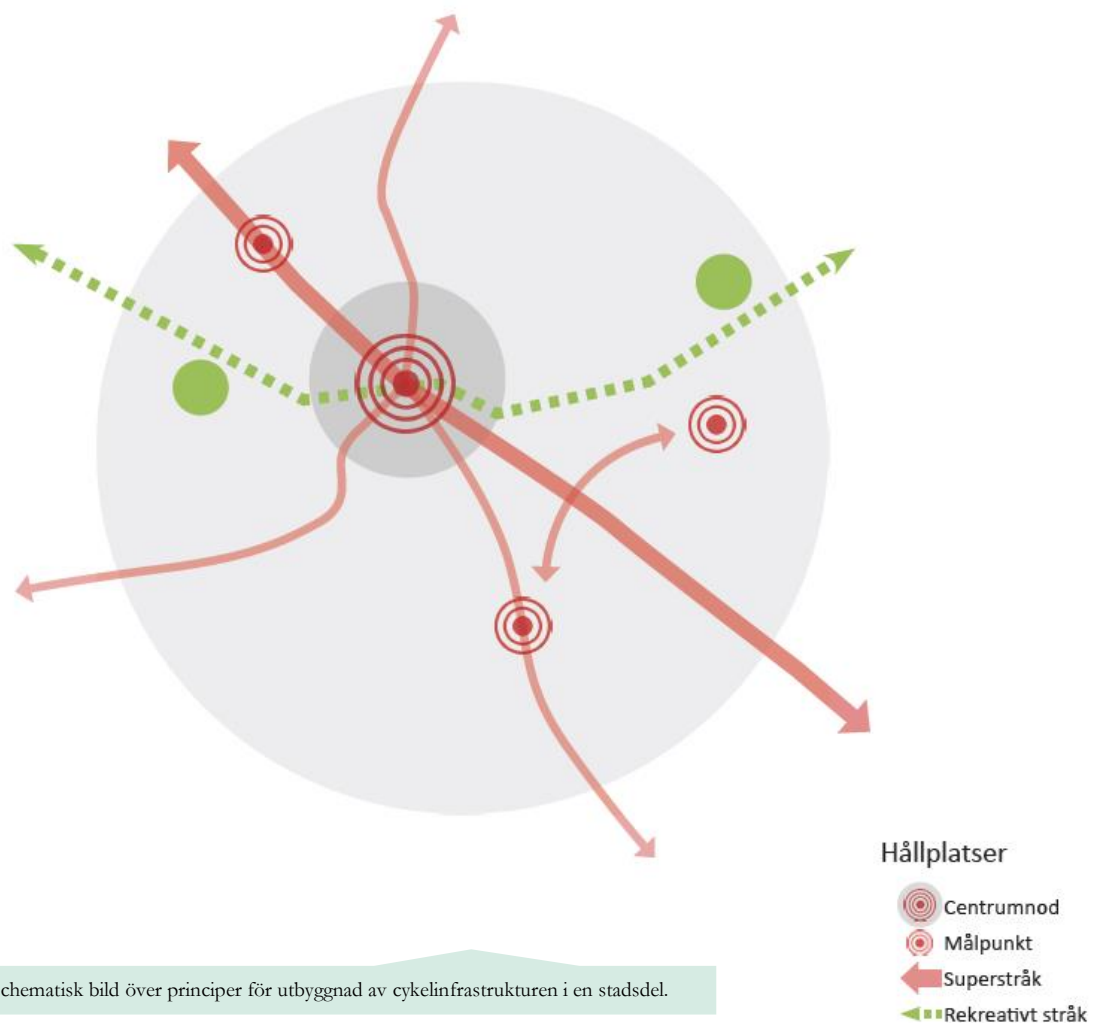 Hållplatser
Centrumnod
Målpunkt
Superstråk
Rekreativt stråk
chematisk bild över principer för utbyggnad av cykelinfrastrukturen i en stadsdel.